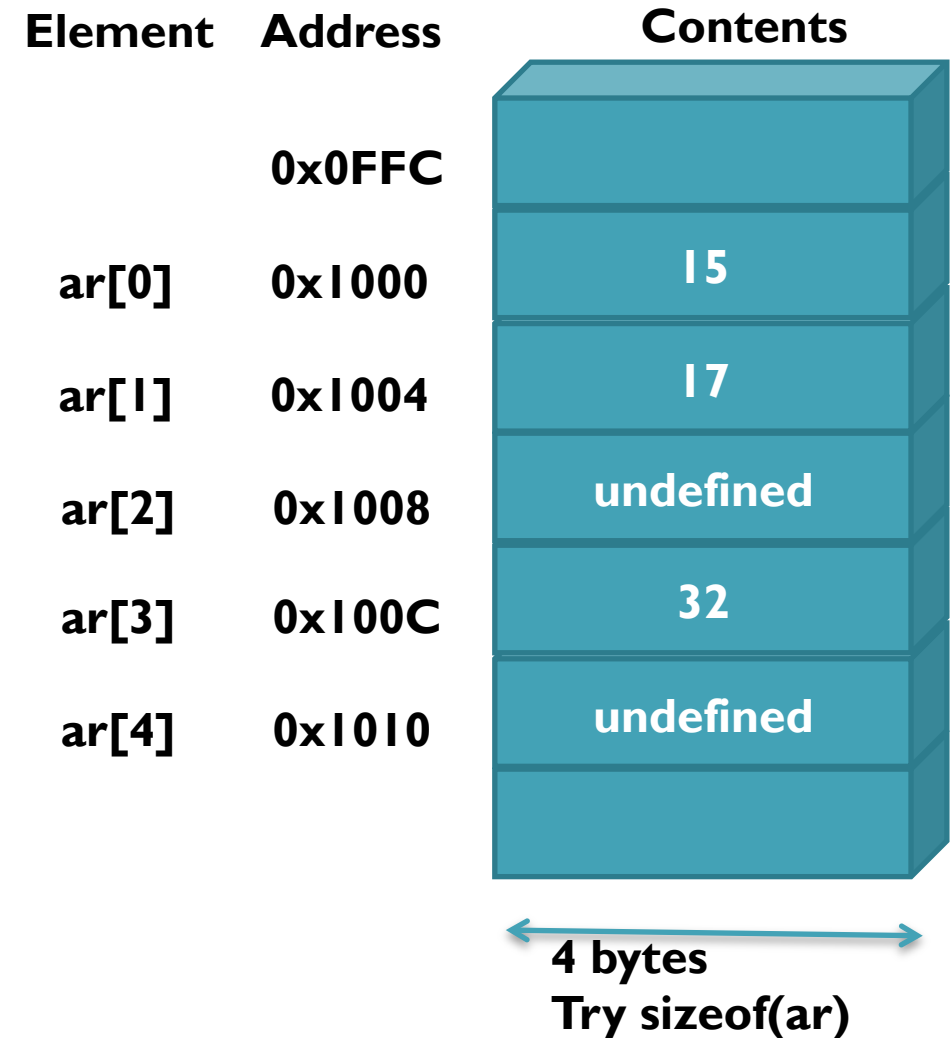 Element Address Contents
0x0FFC
ar[0] 0x1000 15
ar[1] 0x1004 17
ar[2] 0x1008 undefined
ar[3] 0x100C 32
ar[4] 0x1010 undefined
4 bytes
Try sizeof(ar)